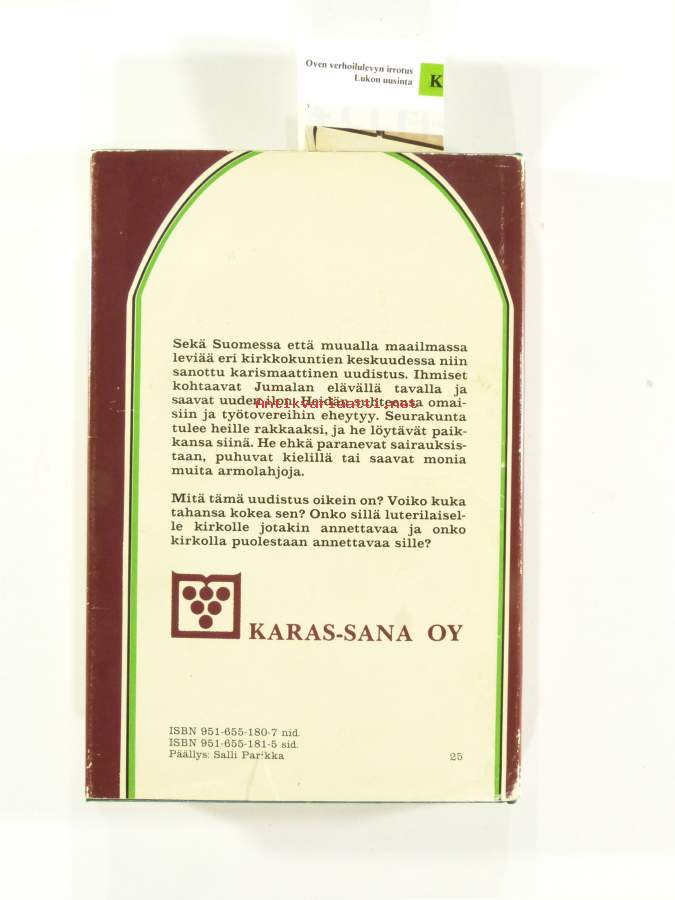 Oven verhoilulevyn irrotus
Lukon uusinta
K
Sekä Suomessa että muualla maailmassa
leviää eri kirkkokuntien keskuudessa niin
sanottu karismaattinen uudistus. Ihmiset
kohtaavat Jumalan elävällä tavalla ja
saavat uuden ilon. Heidän suhteensa omai-
antikvariaatti.net
siin ja työtovereihin eheytyy. Seurakunta
tulee heille rakkaaksi, ja he löytävät paik-
kansa siinä. He ehkä paranevat sairauksis-
taan, puhuvat kielillä tai saavat monia
muita armolahjoja.
Mitä tämä uudistus oikein on? Voiko kuka
tahansa kokea sen? Onko sillä luterilaisel-
le kirkolle jotakin annettavaa ja onko
kirkolla puolestaan annettavaa sille?
KARAS-SANA OY
ISBN 951-655-180-7 nid.
ISBN 951-655-181-5 sid.
Päällys: Salli Parikka
25